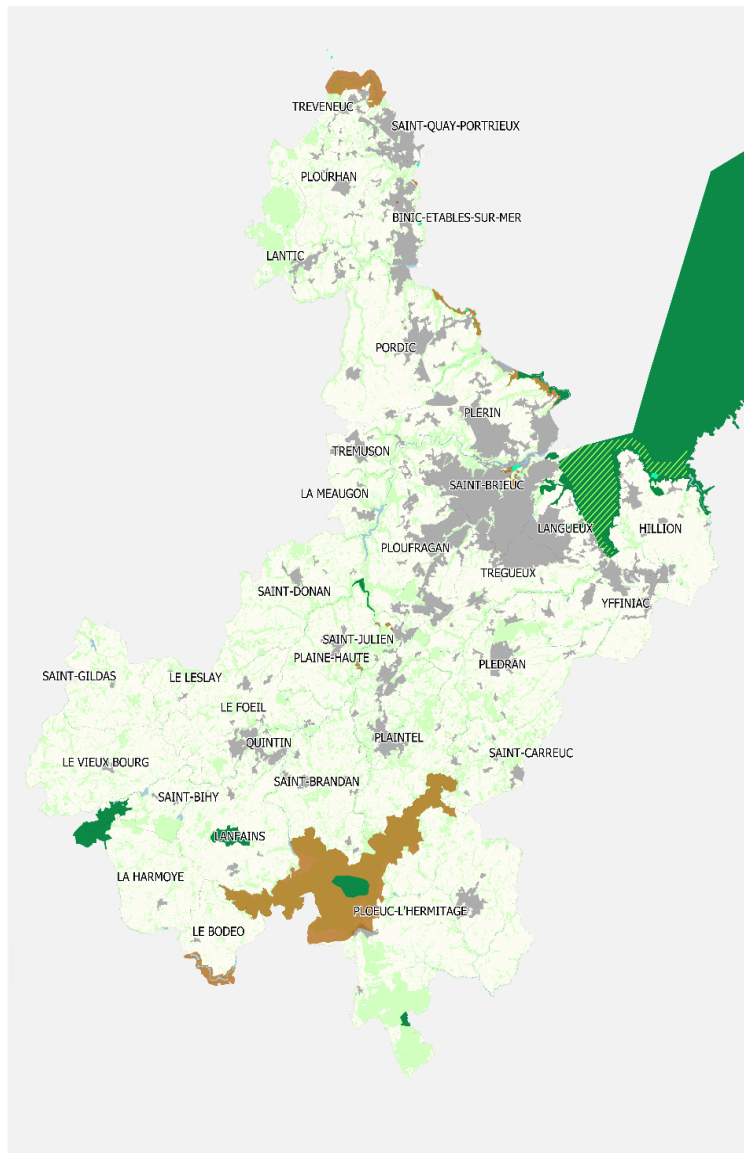 TREVENEUC
SAINT-QUAY-PORTRIEUX
PLOURHAN
BINIC-ETABLES-SUR-MER
LANTIC
PORDIC
PLERIN
TREMUSON
SAINT-BRIEUC
LA MEAUGON
LANGUEUX
HILLION
PLOUFRAGAN
TREGUEUX
SAINT-DONAN
YFFINIAC
SAINT-JULIEN
PLAINE-HAUTE
PLEDRAN
SAINT-GILDAS
LE LESLAY
LE FOEIL
QUINTIN
PLAINTEL
SAINT-CARREUC
LE VIEUX BOURG
SAINT-BRANDAN
SAINT-BIHY
LANFAINS
LA HARMOYE
PLOEUC-L'HERMITAGE
LE BODEO